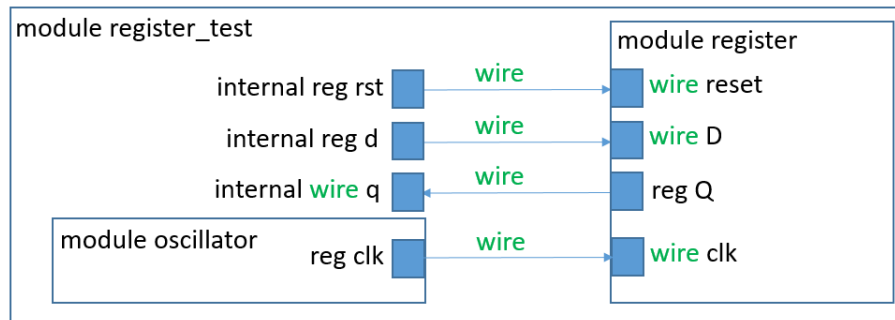 module register_test
module register
internal reg rst
wire
wire reset
internal reg d
wire
wire D
internal wire q
wire
reg Q
module oscillator
reg clk
wire
wire clk